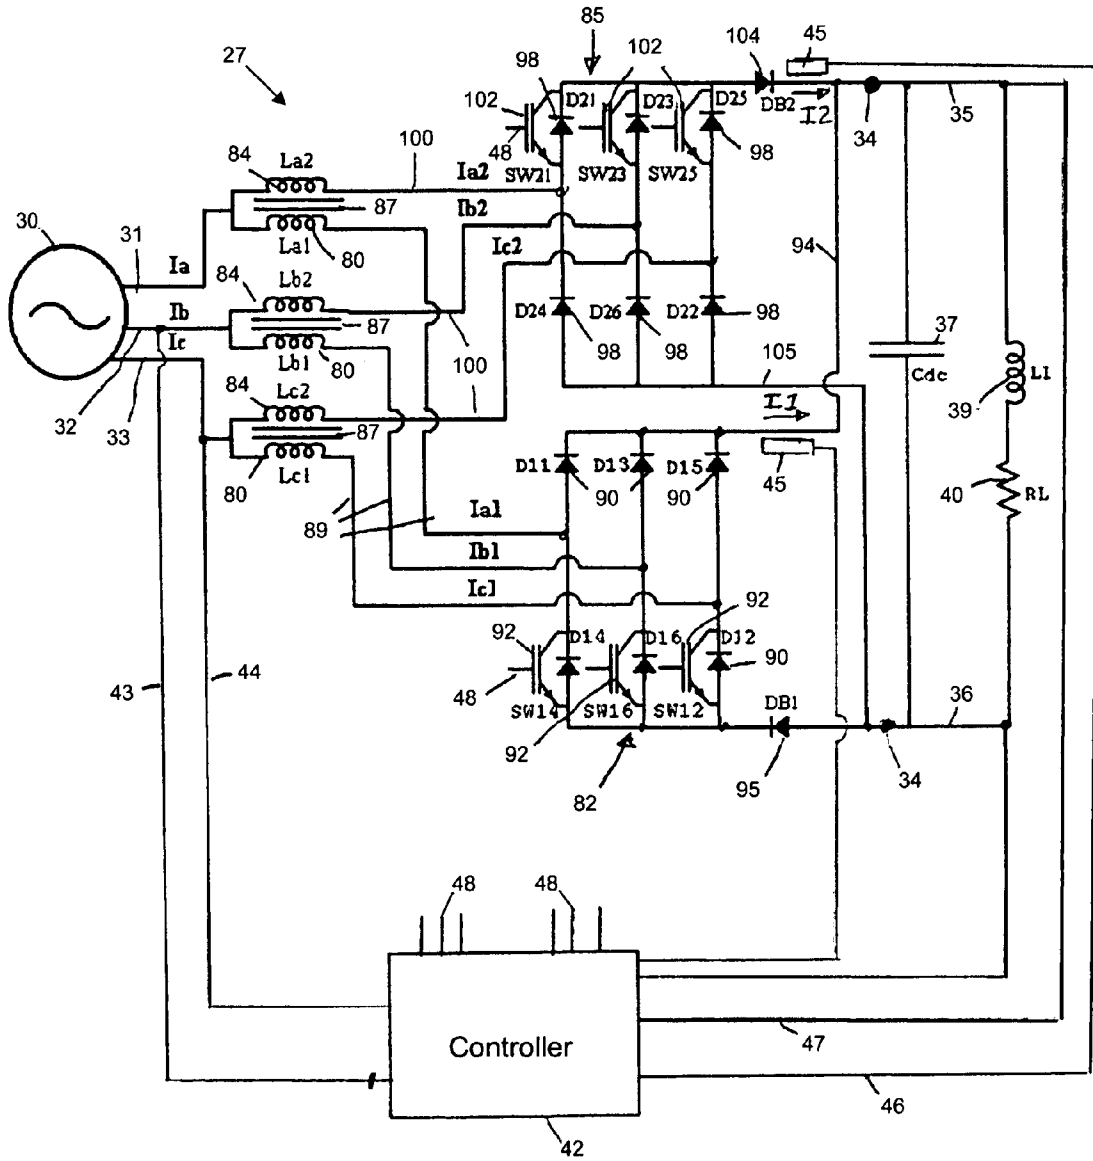 85
104
45
27
98
102
102
D21
D23
D25
DB2
I2
34
35
48
98
SW21
SW23
SW25
84
La2
100
Ia2
87
Ib2
30
31
La1
80
Ic2
94
Ia
84
Lb2
Ib
87
D24
D26
D22
98
37
Ic
Lb1
80
100
98
98
105
Cdc
39
L1
32
33
84
Lc2
I1
87
100
80
Lc1
D11
D13
D15
45
90
90
40
RL
89
Ia1
Ib1
Ic1
92
92
D14
D16
D12
90
43
44
48
SW14
SW16
SW12
DB1
36
92
82
95
34
48
48
Controller
47
46
42